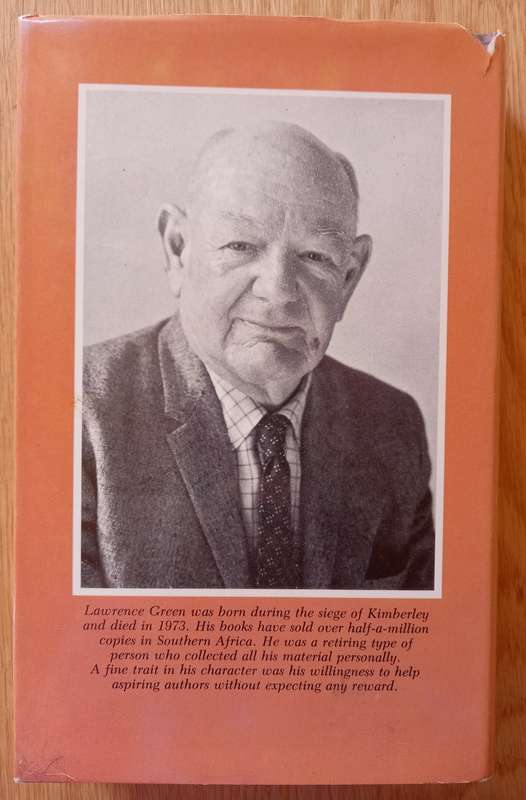 Lawrence Green was born during the siege of Kimberley
and died in 1973. His books have sold over half-a-million
copies in Southern Africa. He was a retiring type of
person who collected all his material personally.
A fine trait in his character was his willingness to help
aspiring authors without expecting any reward.